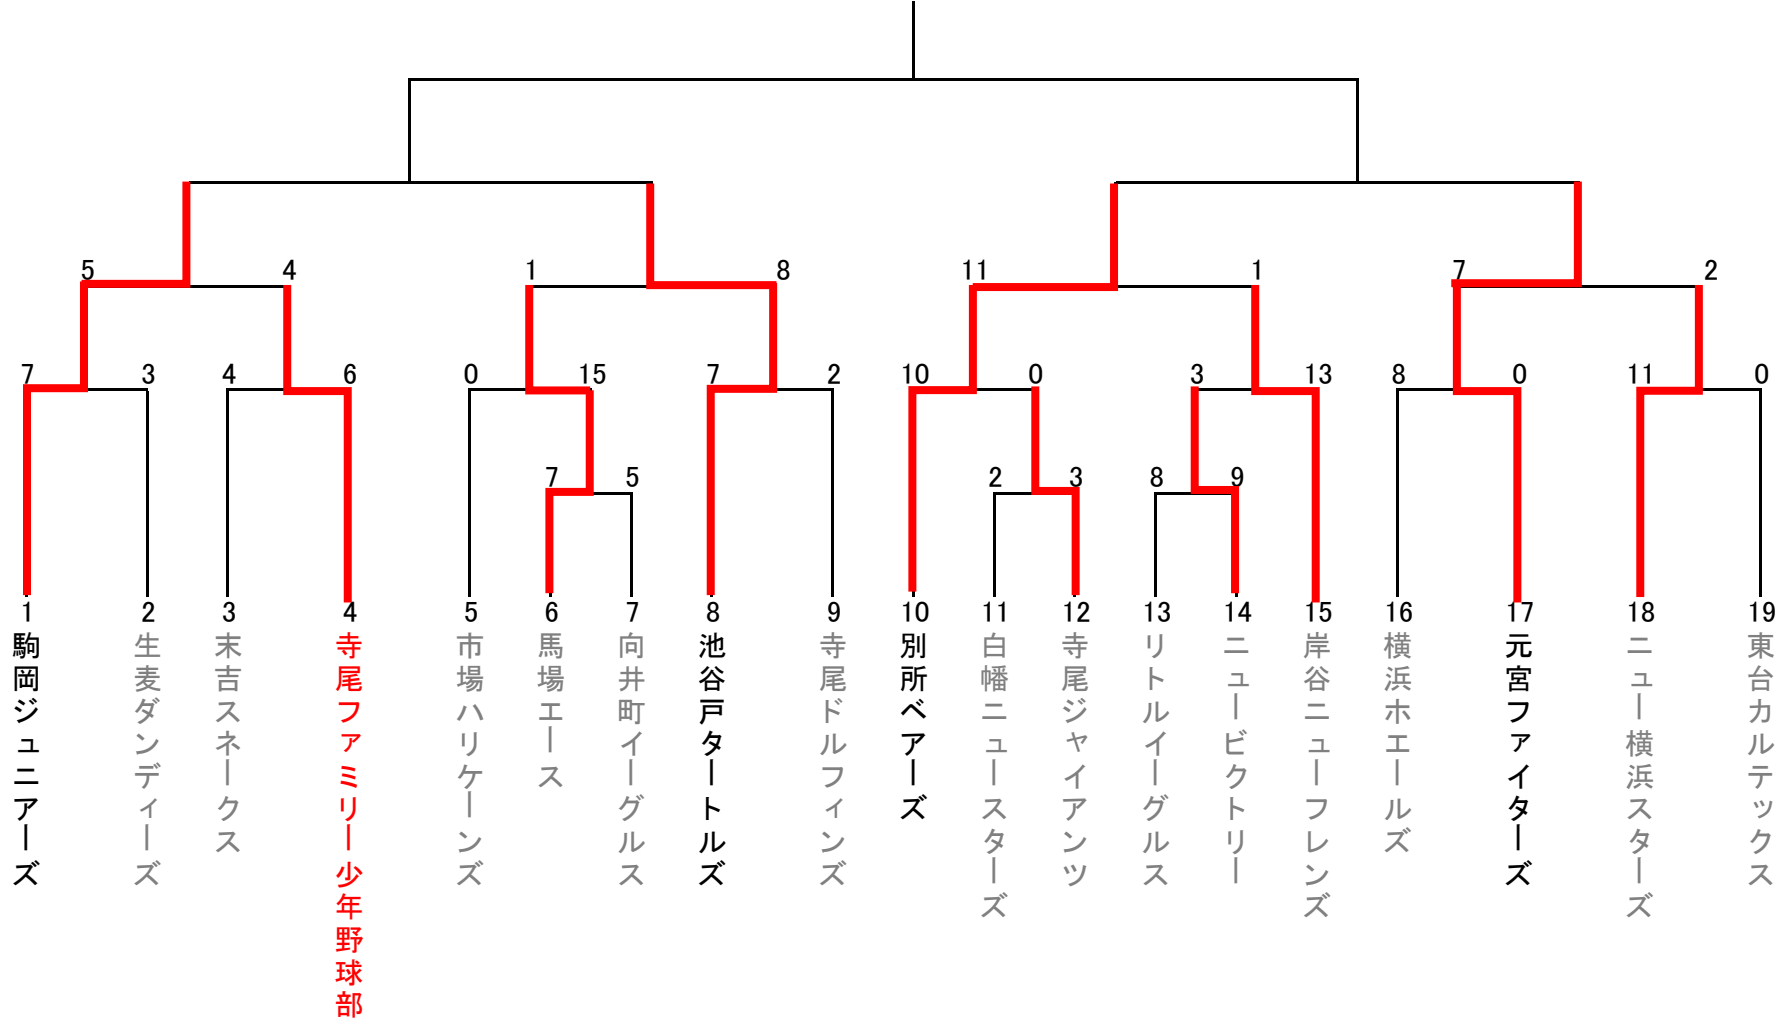 5 4 1 8 11 1 7 2
7 3 4 6 0 15 7 2 10 0 3 13 8 0 11 0
7 5 2 3 8 9
1 2 3 4 5 6 7 8 9 10 11 12 13 14 15 16 17 18 19
駒岡ジュニアーズ
生麦ダンディーズ
末吉スネークス
寺尾ファミリー少年野球部
市場ハリケーンズ
馬場エース
向井町イーグルス
池谷戸タートルズ
寺尾ドルフィンズ
別所ベアーズ
白幡ニュースターズ
寺尾ジャイアンツ
リトルイーグルス
ニュービクトリー
岸谷ニューフレンズ
横浜ホエールズ
元宮ファイターズ
ニュー横浜スターズ
東台カルテックス